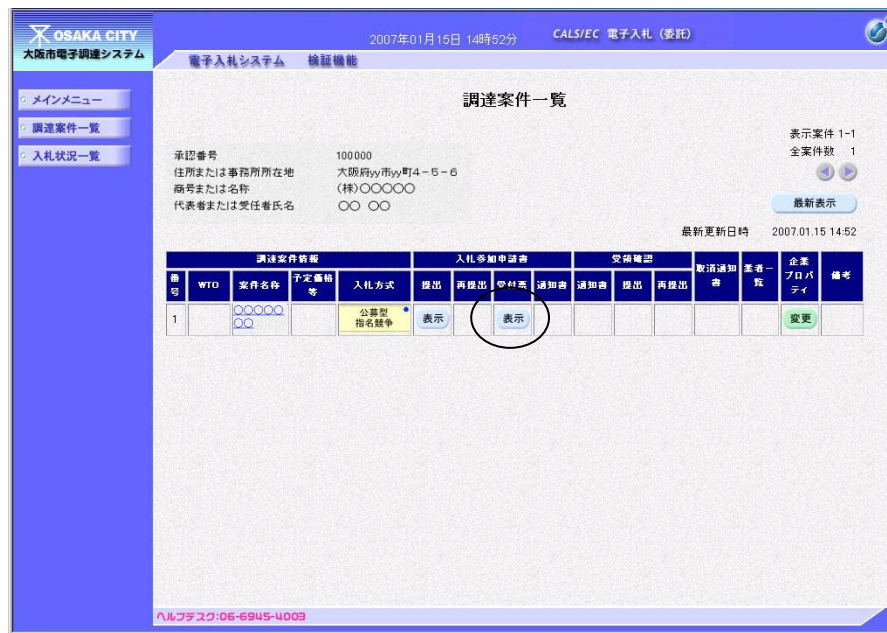 OSAKA CITY
大阪市電子調達システム
2007年01月15日 14時52分
CALS/EC 電子入札（委託）
電子入札システム 検証機能
メインメニュー
調達案件一覧
入札状況一覧
調達案件一覧
表示案件 1-1
全案件数 1
承認番号 100000
住所または事務所所在地 大阪府yy市yy町4－5－6
商号または名称 (株)〇〇〇〇〇
代表者または受任者氏名 〇〇 〇〇
最新表示
最新更新日時 2007.01.15 14:52
調達案件情報 入札参加申請書 受領確認 取消通知書 業者一覧 企業プロパティ 備考
番号 WTO 案件名称 予定価格等 入札方式 提出 再提出 受付票 通知書 通知書 提出 再提出
1 〇〇〇〇〇〇〇 公募型指名競争 表示 表示 変更
ヘルプデスク:06-6945-4003